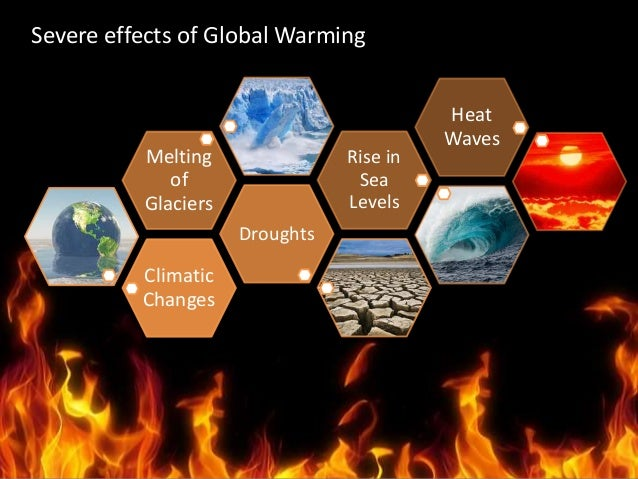 Severe effects of Global Warming
Heat
Waves
Melting
of
Glaciers
Rise in
Sea
Levels
Droughts
Climatic
Changes